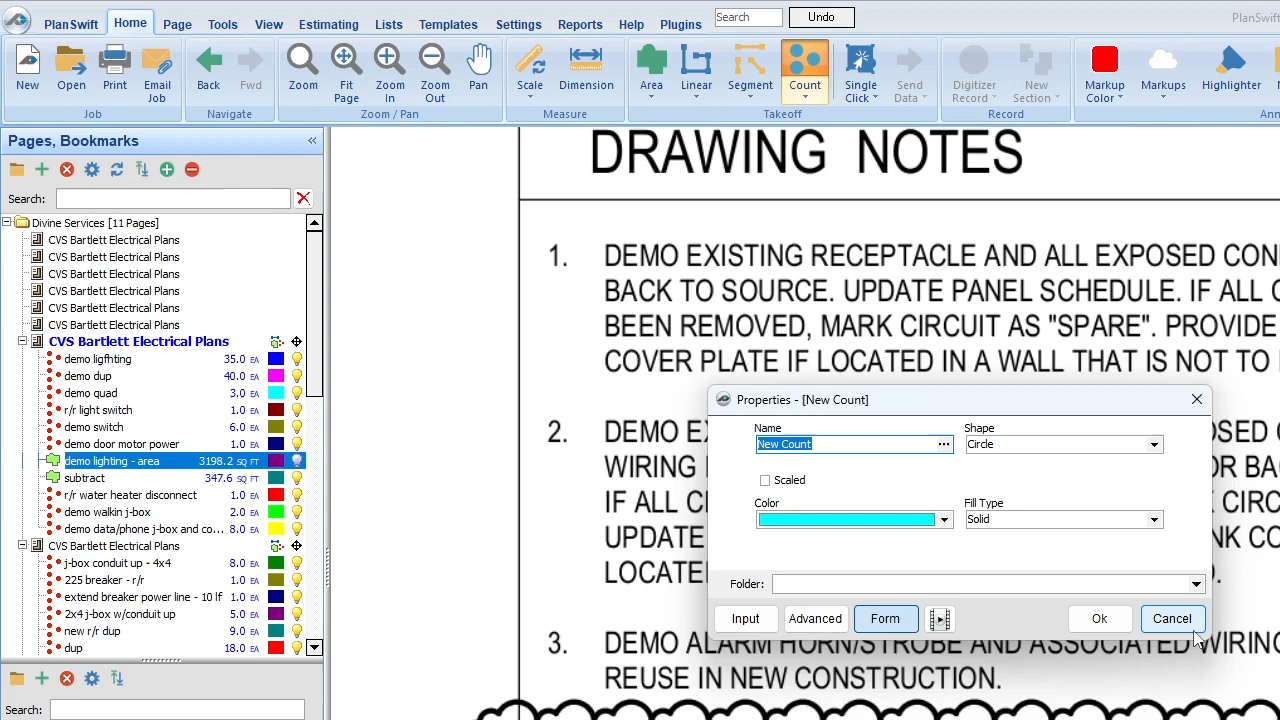 PlanSwift Home Page Tools View Estimating Lists Templates Settings Reports Help Plugins Search Undo
New Open Print Email Job
Back Fwd
Zoom Fit Page Zoom In Zoom Out Pan
Scale Dimension
Area Linear Segment Count Single Click Send Data
Digitizer Record New Section
Markup Color Markups Highlighter
Job Navigate Zoom / Pan Measure Takeoff Record
Pages, Bookmarks
Search:
Divine Services [11 Pages]
CVS Bartlett Electrical Plans
CVS Bartlett Electrical Plans
CVS Bartlett Electrical Plans
CVS Bartlett Electrical Plans
CVS Bartlett Electrical Plans
CVS Bartlett Electrical Plans
CVS Bartlett Electrical Plans
demo ligfhting 35.0 EA
demo dup 40.0 EA
demo quad 3.0 EA
r/r light switch 1.0 EA
demo switch 6.0 EA
demo door motor power 1.0 EA
demo lighting - area 3198.2 SQ FT
subtract 347.6 SQ FT
r/r water heater disconnect 1.0 EA
demo walkin j-box 2.0 EA
demo data/phone j-box and co... 8.0 EA
CVS Bartlett Electrical Plans
j-box conduit up - 4x4 8.0 EA
225 breaker - r/r 1.0 EA
extend breaker power line - 10 lf 1.0 EA
2x4 j-box w/conduit up 5.0 EA
new r/r dup 9.0 EA
dup 18.0 EA
Search:
DRAWING NOTES
1. DEMO EXISTING RECEPTACLE AND ALL EXPOSED
BACK TO SOURCE. UPDATE PANEL SCHEDULE. IF ALL
BEEN REMOVED, MARK CIRCUIT AS "SPARE". PROVIDE
COVER PLATE IF LOCATED IN A WALL THAT IS NOT TO
2. DEMO
WIRING
IF ALL
UPDATE
3. DEMO ALARM HORN/STROBE AND ASSOCIATED WIRING
REUSE IN NEW CONSTRUCTION.
Properties - [New Count]
Name Shape
New Count ... Circle
Scaled
Color Fill Type
Solid
Folder:
Input Advanced Form Ok Cancel